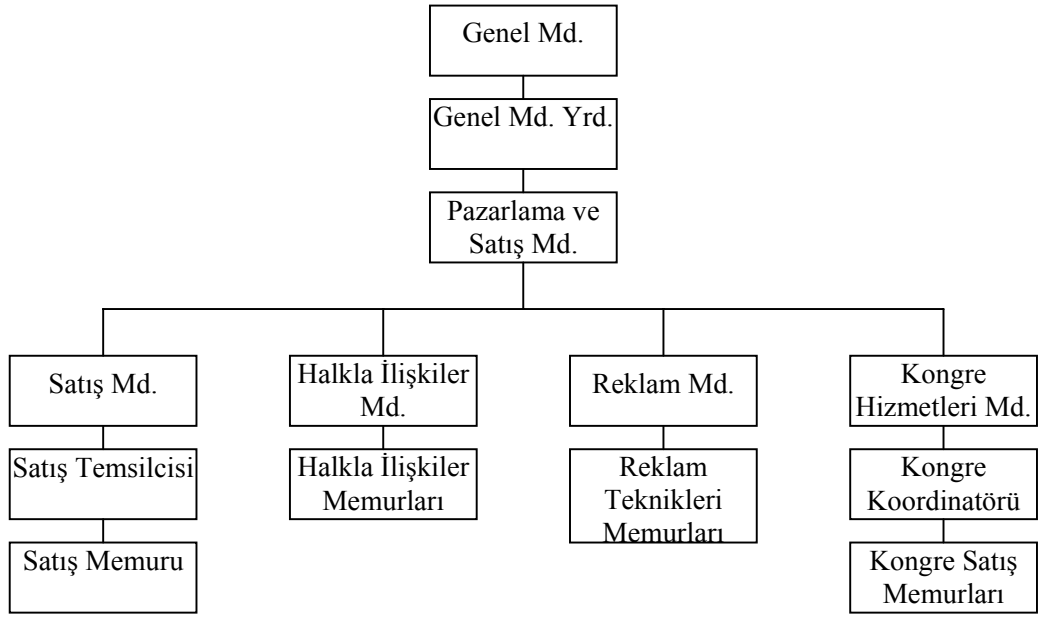 Genel Md.
Genel Md. Yrd.
Pazarlama ve
Satış Md.
Satış Md.
Halkla İlişkiler
Md.
Reklam Md.
Kongre
Hizmetleri Md.
Satış Temsilcisi
Halkla İlişkiler
Memurları
Reklam
Teknikleri
Memurları
Kongre
Koordinatörü
Satış Memuru
Kongre Satış
Memurları